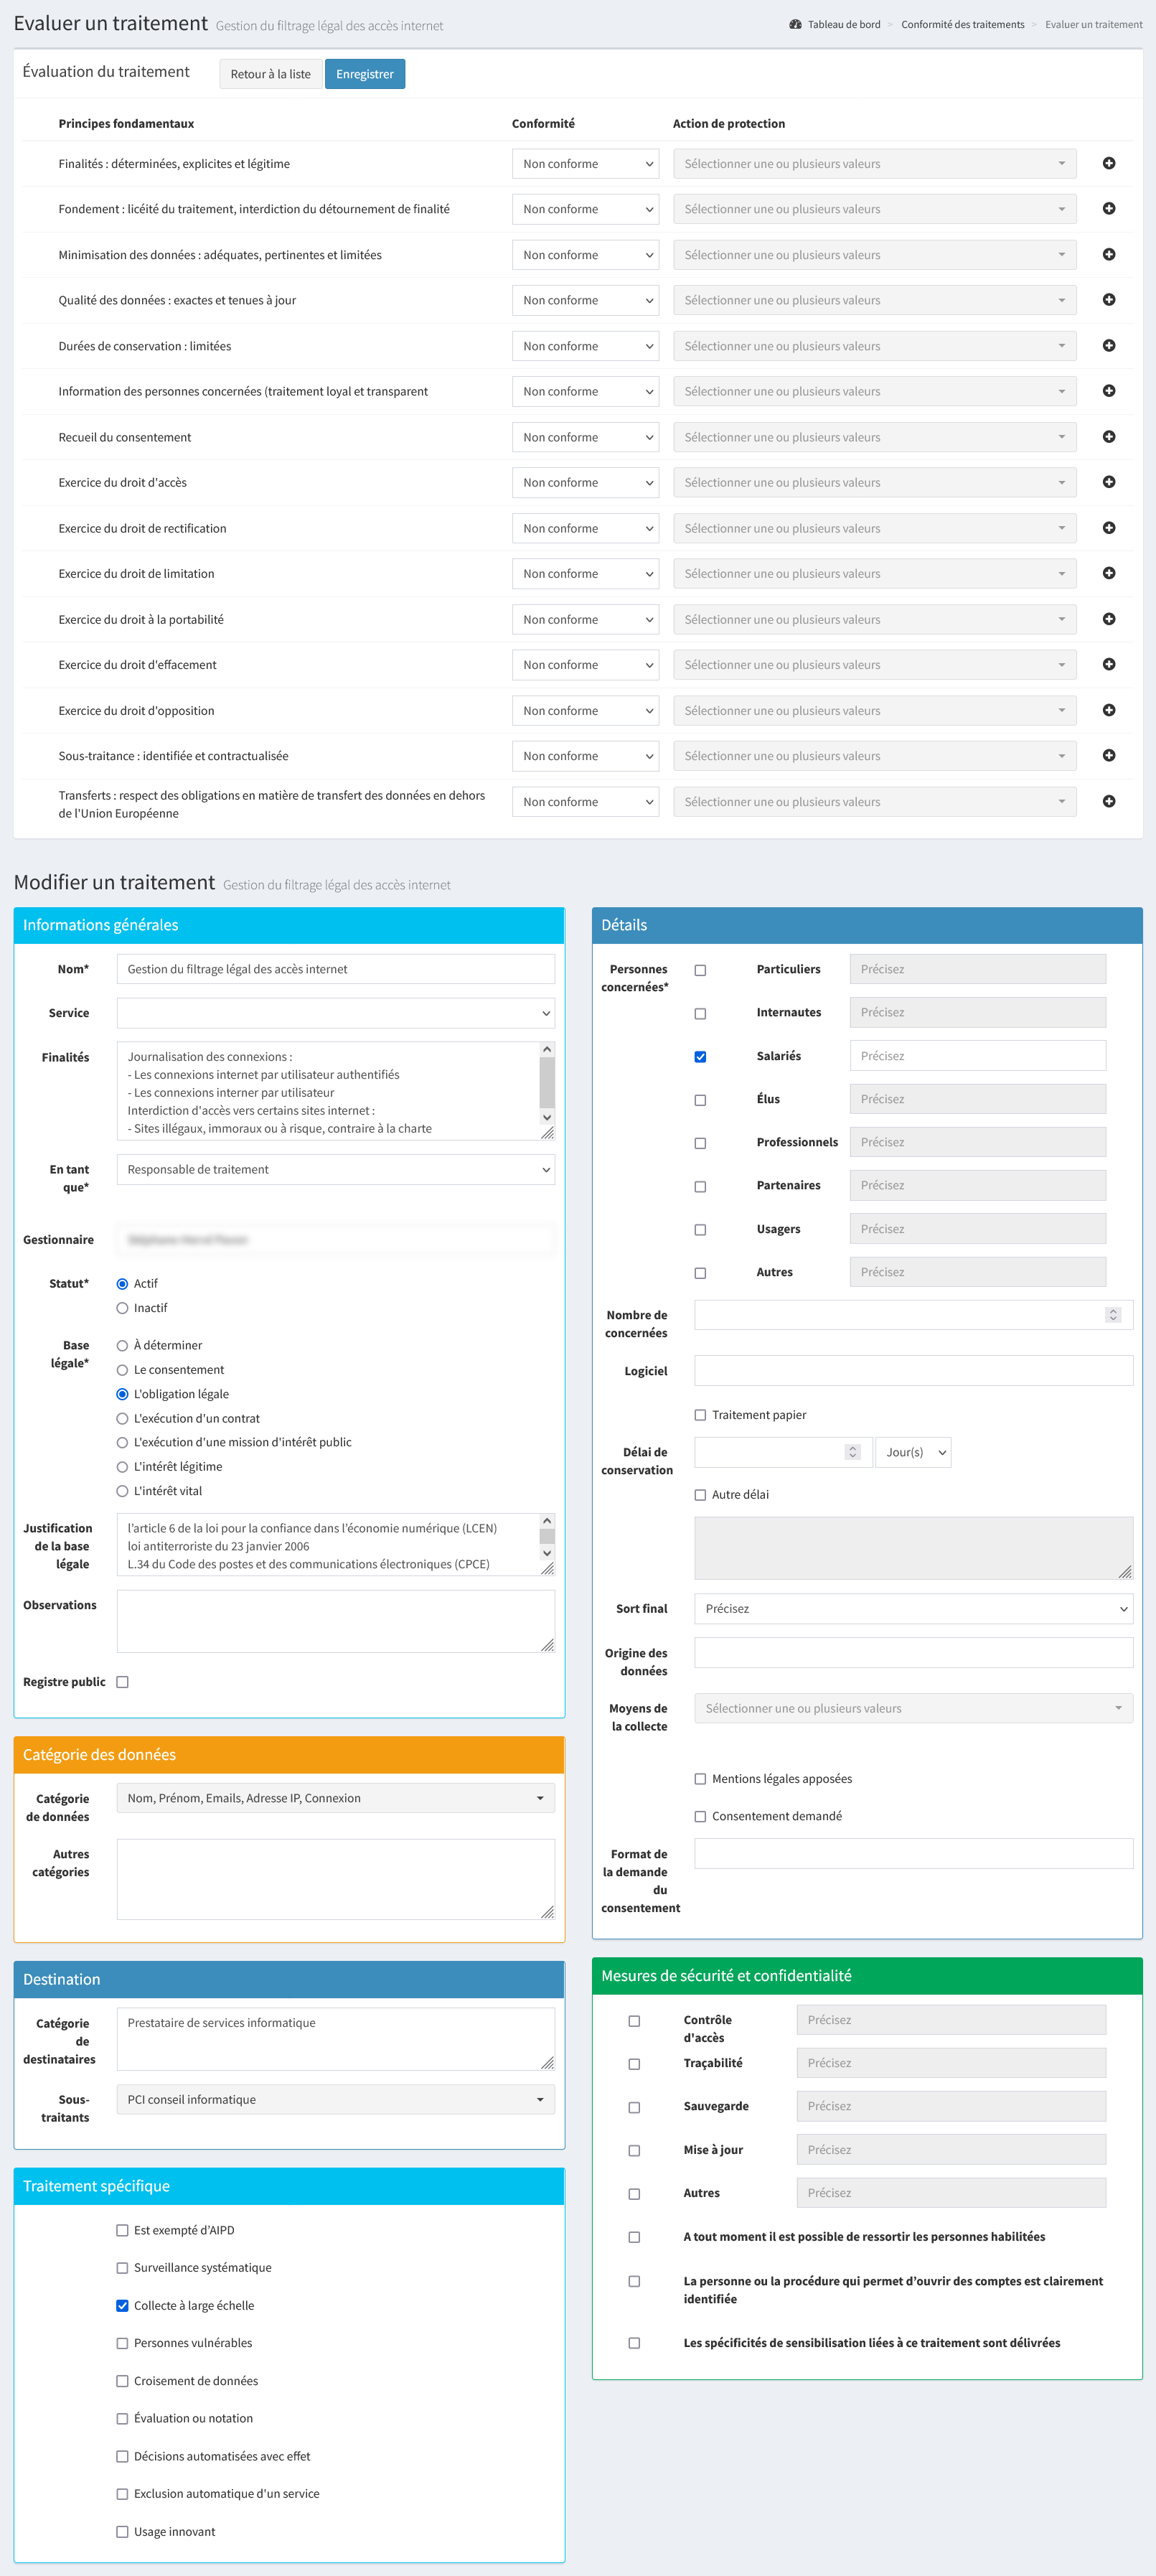 Evaluer un traitement Gestion du filtrage légal des accès internet
Tableau de bord > Conformité des traitements > Evaluer un traitement
Évaluation du traitement Retour à la liste Enregistrer
Principes fondamentaux Conformité Action de protection
Finalités : déterminées, explicites et légitime Non conforme Sélectionner une ou plusieurs valeurs
Fondement : licéité du traitement, interdiction du détournement de finalité Non conforme Sélectionner une ou plusieurs valeurs
Minimisation des données : adéquates, pertinentes et limitées Non conforme Sélectionner une ou plusieurs valeurs
Qualité des données : exactes et tenues à jour Non conforme Sélectionner une ou plusieurs valeurs
Durées de conservation : limitées Non conforme Sélectionner une ou plusieurs valeurs
Information des personnes concernées (traitement loyal et transparent Non conforme Sélectionner une ou plusieurs valeurs
Recueil du consentement Non conforme Sélectionner une ou plusieurs valeurs
Exercice du droit d'accès Non conforme Sélectionner une ou plusieurs valeurs
Exercice du droit de rectification Non conforme Sélectionner une ou plusieurs valeurs
Exercice du droit de limitation Non conforme Sélectionner une ou plusieurs valeurs
Exercice du droit à la portabilité Non conforme Sélectionner une ou plusieurs valeurs
Exercice du droit d'effacement Non conforme Sélectionner une ou plusieurs valeurs
Exercice du droit d'opposition Non conforme Sélectionner une ou plusieurs valeurs
Sous-traitance : identifiée et contractualisée Non conforme Sélectionner une ou plusieurs valeurs
Transferts : respect des obligations en matière de transfert des données en dehors
de l'Union Européenne Non conforme Sélectionner une ou plusieurs valeurs
Modifier un traitement Gestion du filtrage légal des accès internet
Informations générales
Nom* Gestion du filtrage légal des accès internet
Service
Finalités Journalisation des connexions :
- Les connexions internet par utilisateur authentifiés
- Les connexions interner par utilisateur
Interdiction d'accès vers certains sites internet :
- Sites illégaux, immoraux ou à risque, contraire à la charte
En tant
que* Responsable de traitement
Gestionnaire
Statut* Actif
Inactif
Base
légale* À déterminer
Le consentement
L'obligation légale
L'exécution d'un contrat
L'exécution d'une mission d'intérêt public
L'intérêt légitime
L'intérêt vital
Justification
de la base
légale
l'article 6 de la loi pour la confiance dans l'économie numérique (LCEN)
loi antiterroriste du 23 janvier 2006
L.34 du Code des postes et des communications électroniques (CPCE)
Observations
Registre public
Catégorie des données
Catégorie
de données Nom, Prénom, Emails, Adresse IP, Connexion
Autres
catégories
Destination
Catégorie
de
destinataires Prestataire de services informatique
Sous-
traitants PCI conseil informatique
Traitement spécifique
Est exempté d'AIPD
Surveillance systématique
Collecte à large échelle
Personnes vulnérables
Croisement de données
Évaluation ou notation
Décisions automatisées avec effet
Exclusion automatique d'un service
Usage innovant
Détails
Personnes
concernées*
Particuliers Précisez
Internautes Précisez
Salariés Précisez
Élus Précisez
Professionnels Précisez
Partenaires Précisez
Usagers Précisez
Autres Précisez
Nombre de
concernées
Logiciel
Traitement papier
Délai de
conservation Jour(s)
Autre délai
Sort final Précisez
Origine des
données
Moyens de
la collecte Sélectionner une ou plusieurs valeurs
Mentions légales apposées
Consentement demandé
Format de
la demande
du
consentement
Mesures de sécurité et confidentialité
Contrôle
d'accès Précisez
Traçabilité Précisez
Sauvegarde Précisez
Mise à jour Précisez
Autres Précisez
A tout moment il est possible de ressortir les personnes habilitées
La personne ou la procédure qui permet d'ouvrir des comptes est clairement
identifiée
Les spécificités de sensibilisation liées à ce traitement sont délivrées